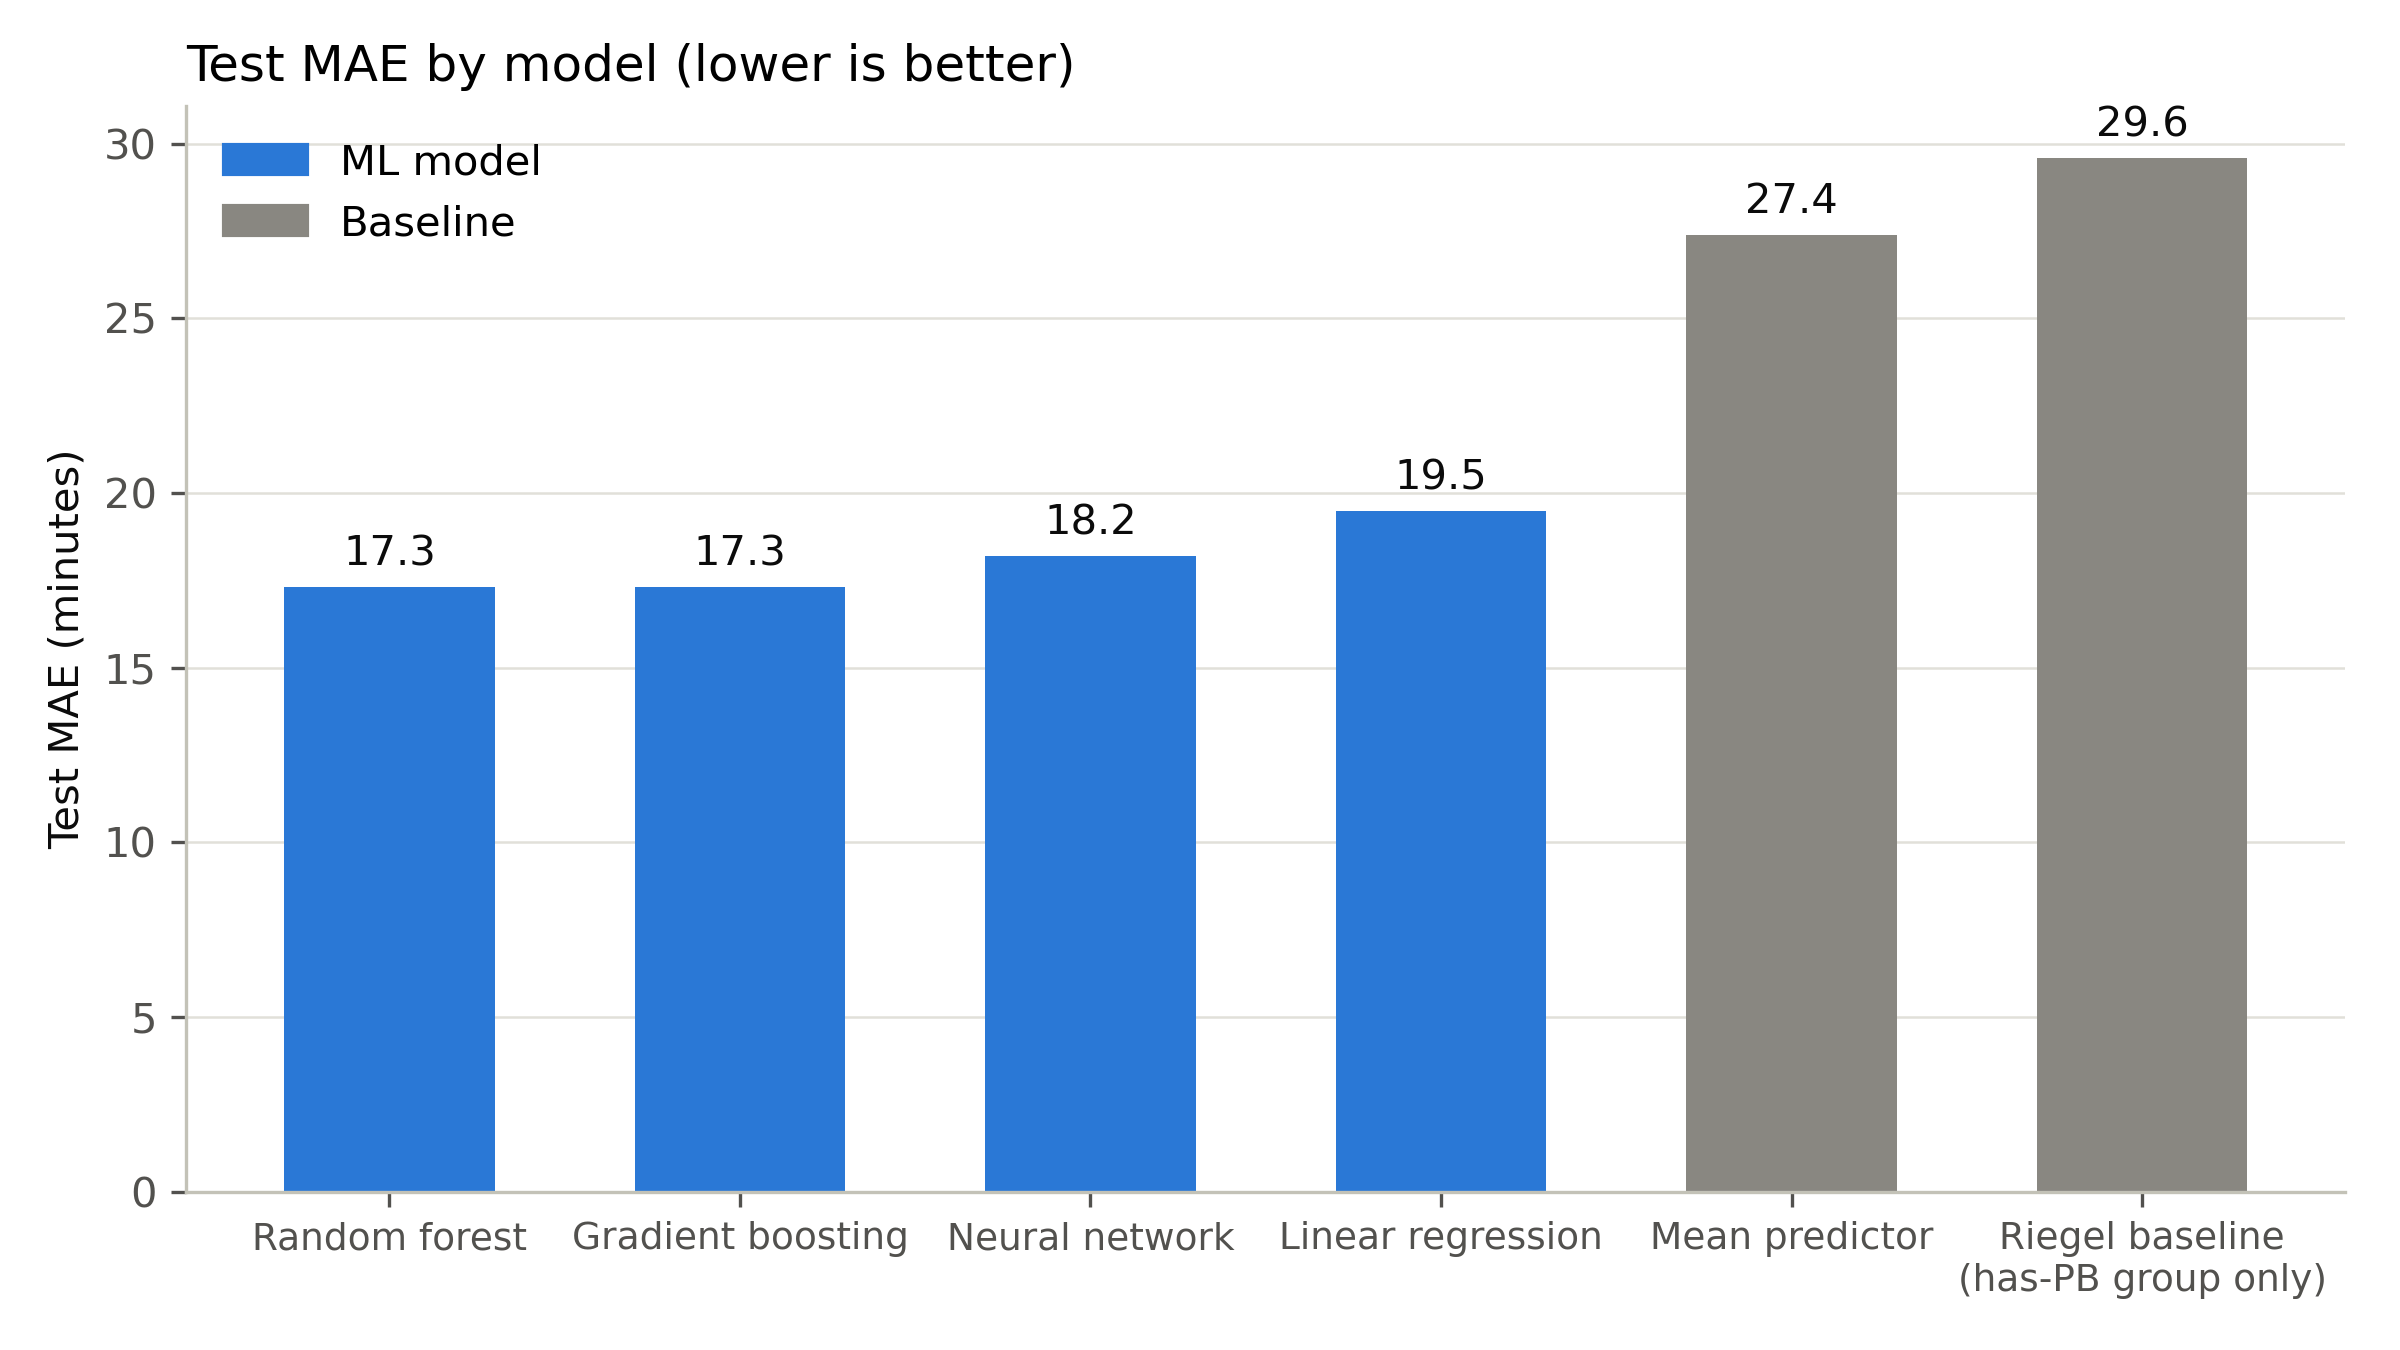 Test MAE by model (lower is better)
ML model
Baseline
Test MAE (minutes)
30
25
20
15
10
5
0
17.3
17.3
18.2
19.5
27.4
29.6
Random forest
Gradient boosting
Neural network
Linear regression
Mean predictor
Riegel baseline
(has-PB group only)